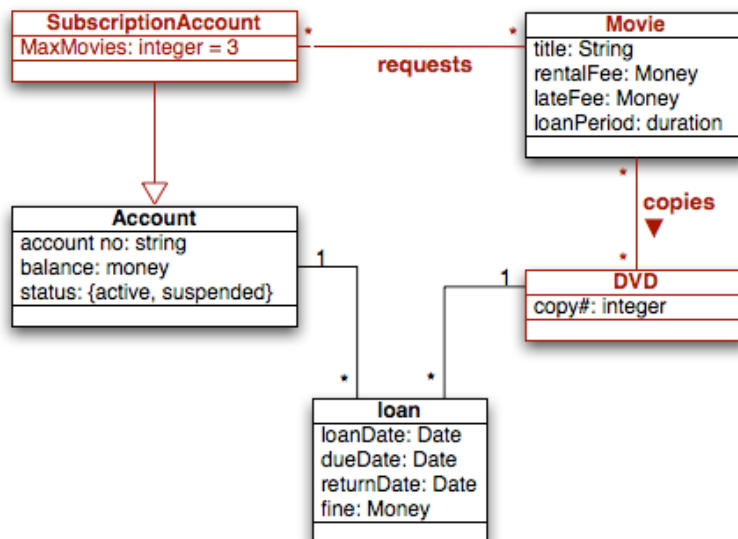 SubscriptionAccount
MaxMovies: integer = 3
*
*
requests
Movie
title: String
rentalFee: Money
lateFee: Money
loanPeriod: duration
*
copies
*
Account
account no: string
balance: money
status: {active, suspended}
1
1
DVD
copy#: integer
*
*
loan
loanDate: Date
dueDate: Date
returnDate: Date
fine: Money